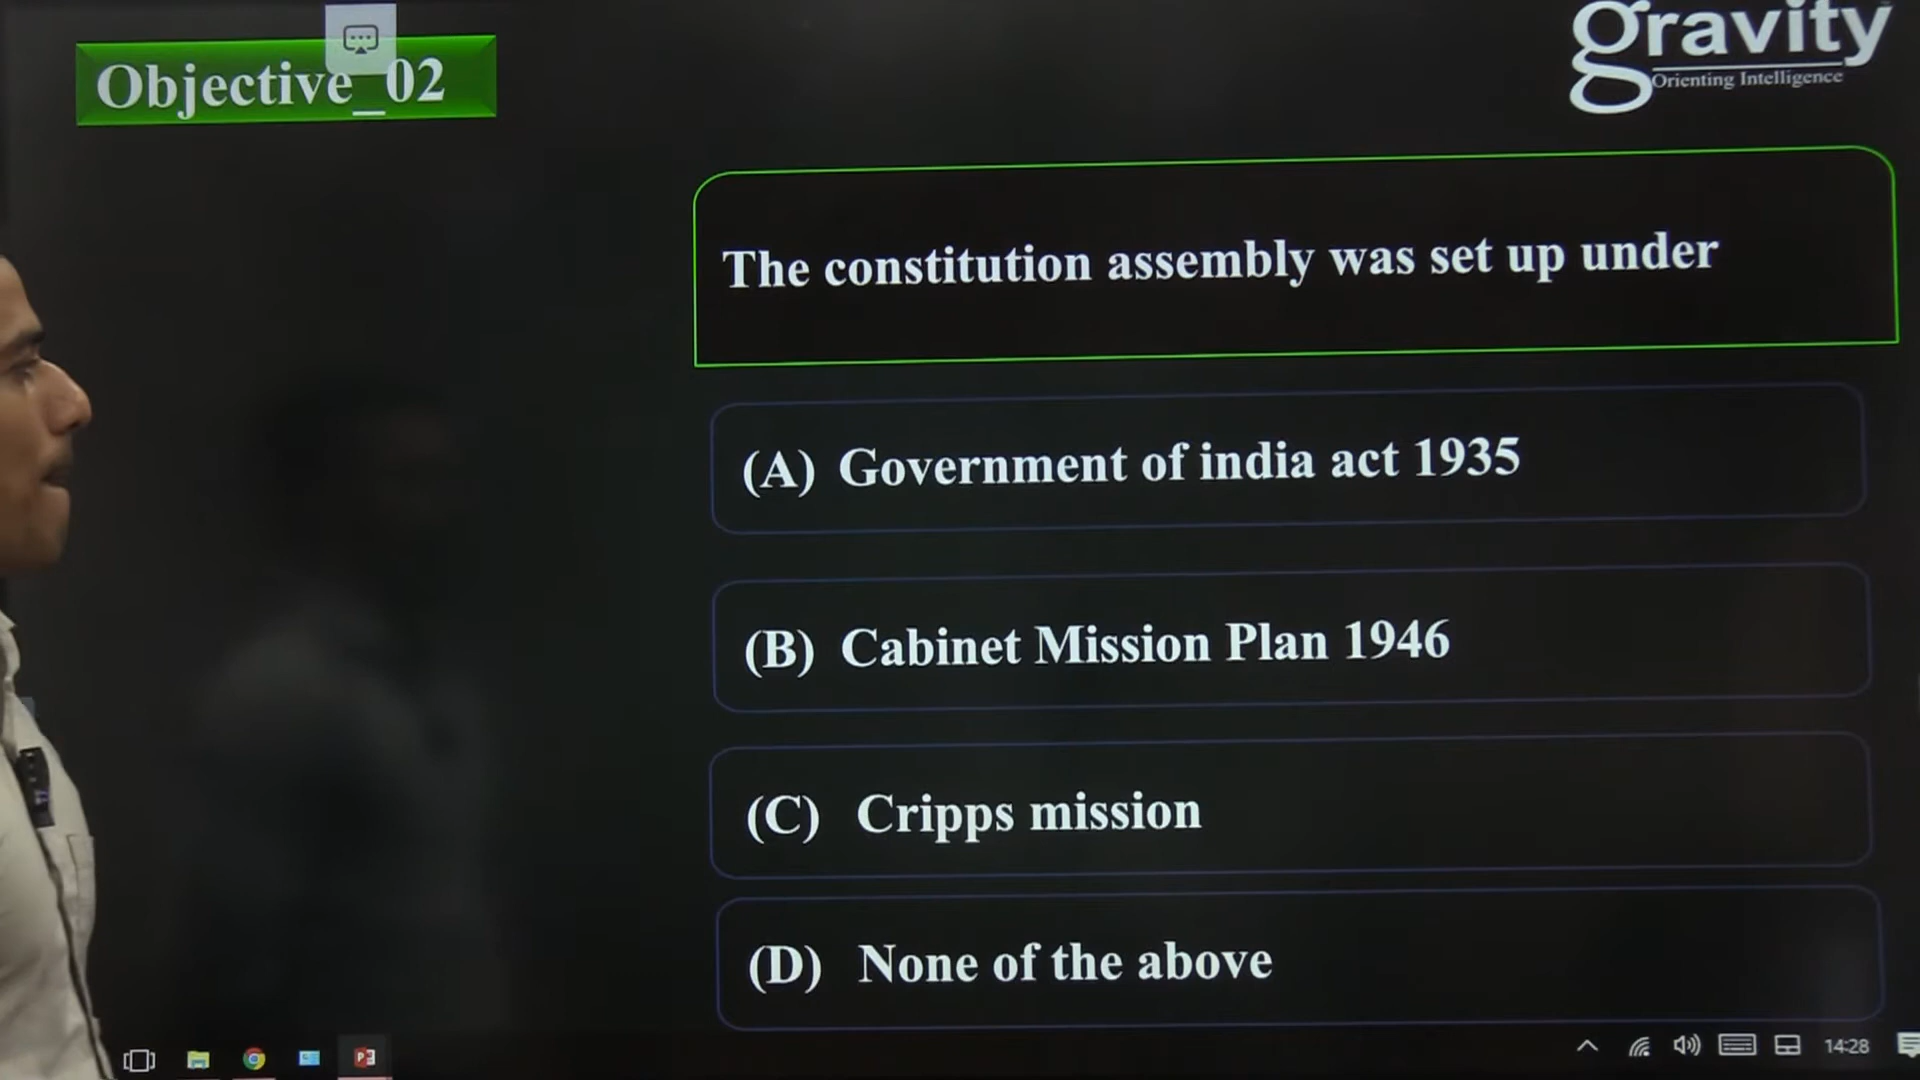 Objective_02
gravity
Orienting Intelligence
The constitution assembly was set up under
(A) Government of india act 1935
(B) Cabinet Mission Plan 1946
(C) Cripps mission
(D) None of the above
14:28